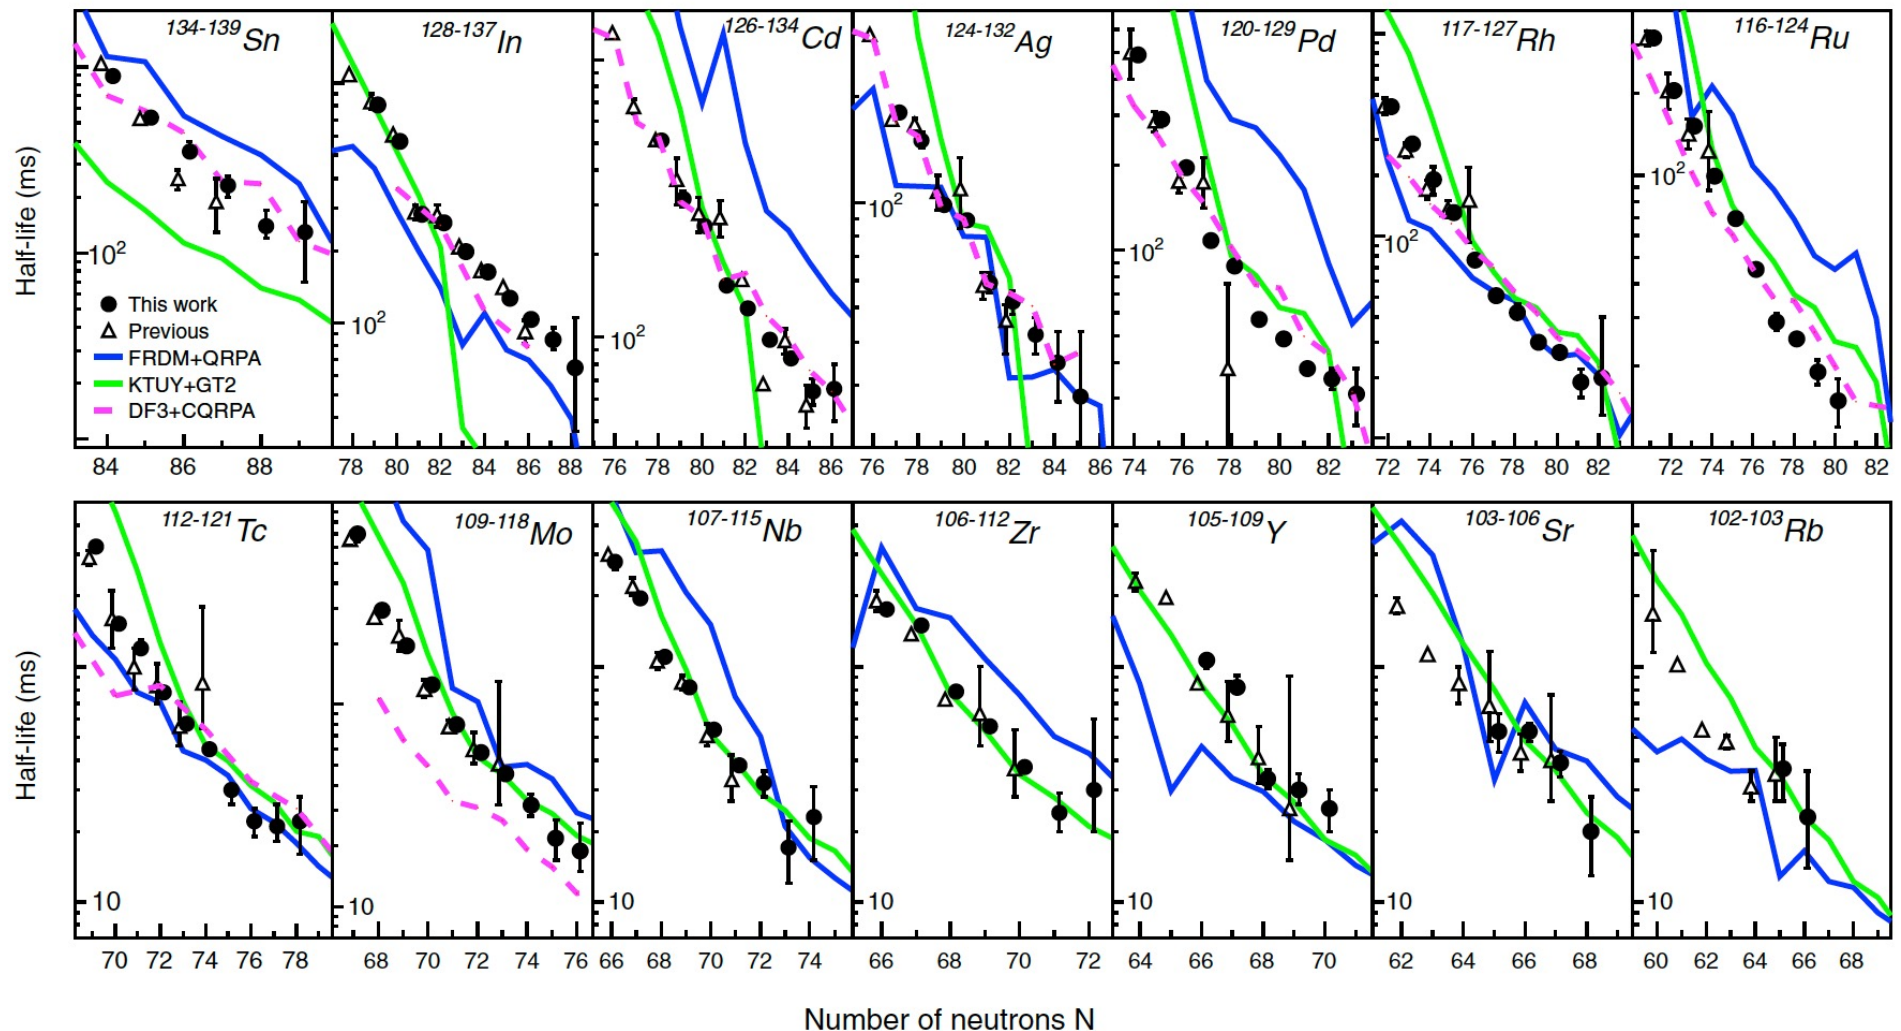 134-139Sn
128-137In
126-134Cd
124-132Ag
120-129Pd
117-127Rh
116-124Ru
Half-life (ms)
10²
10²
10²
10²
10²
10²
10²
This work
Previous
FRDM+QRPA
KTUY+GT2
DF3+CQRPA
84 86 88
78 80 82 84 86 88
76 78 80 82 84 86
76 78 80 82 84 86
74 76 78 80 82
72 74 76 78 80 82
72 74 76 78 80 82
112-121Tc
109-118Mo
107-115Nb
106-112Zr
105-109Y
103-106Sr
102-103Rb
Half-life (ms)
10
10
10
10
10
10
10
70 72 74 76 78
68 70 72 74 76
66 68 70 72 74
66 68 70 72
64 66 68 70
62 64 66 68
60 62 64 66 68
Number of neutrons N